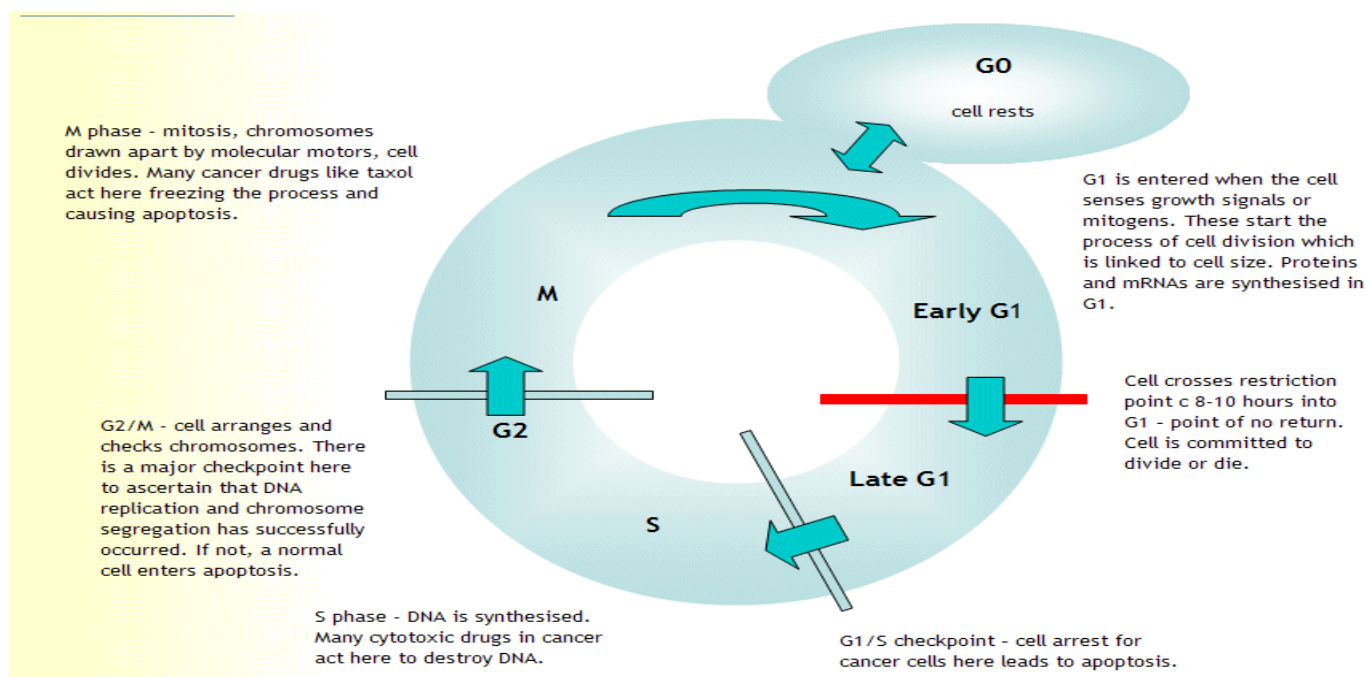 G0
cell rests
M phase - mitosis, chromosomes
drawn apart by molecular motors, cell
divides. Many cancer drugs like taxol
act here freezing the process and
causing apoptosis.
G1 is entered when the cell
senses growth signals or
mitogens. These start the
process of cell division which
is linked to cell size. Proteins
and mRNAs are synthesised in
G1.
M
Early G1
Cell crosses restriction
point c 8-10 hours into
G1 - point of no return.
Cell is committed to
divide or die.
G2
G2/M - cell arranges and
checks chromosomes. There
is a major checkpoint here
to ascertain that DNA
replication and chromosome
segregation has successfully
occurred. If not, a normal
cell enters apoptosis.
Late G1
S
S phase - DNA is synthesised.
Many cytotoxic drugs in cancer
act here to destroy DNA.
G1/S checkpoint - cell arrest for
cancer cells here leads to apoptosis.